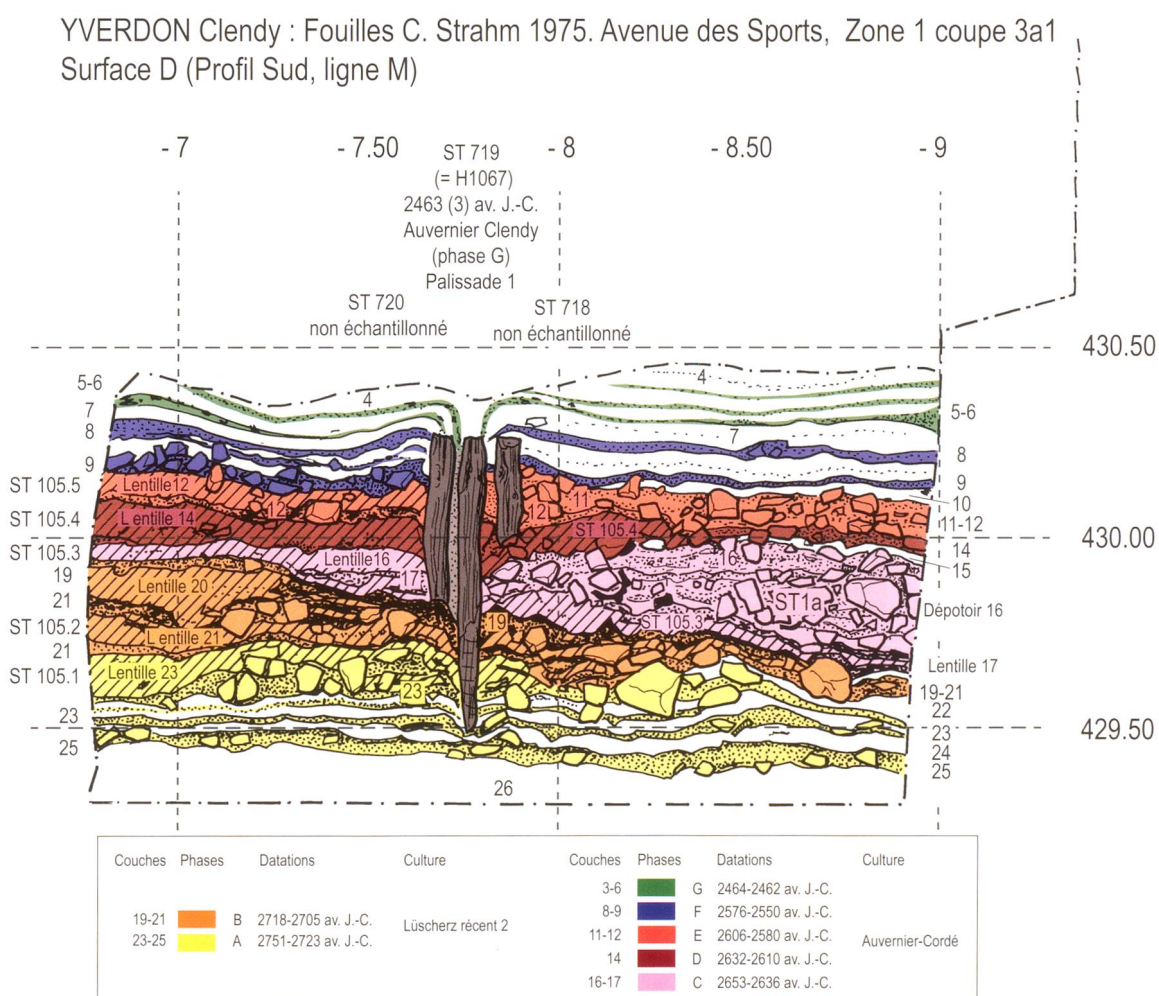 YVERDON Clendy : Fouilles C. Strahm 1975. Avenue des Sports, Zone 1 coupe 3a1
Surface D (Profil Sud, ligne M)
- 7
- 7.50
- 8
- 8.50
- 9
ST 719
(= H1067)
2463 (3) av. J.-C.
Auvernier Clendy
(phase G)
Palissade 1
ST 720
non échantillonné
ST 718
non échantillonné
430.50
430.00
429.50
5-6
7
8
9
ST 105.5
ST 105.4
ST 105.3
19
21
ST 105.2
21
ST 105.1
23
25
4
4
7
Lentille12
12
12
11
L entille 14
ST 105.4
Lentille16
17
16
ST1a
ST 105.3
Lentille 20
19
L entille 21
Lentille 23
23
26
5-6
8
9
10
11-12
14
15
Dépotoir 16
Lentille 17
19-21
22
23
24
25
Couches Phases Datations Culture
19-21 B 2718-2705 av. J.-C.
23-25 A 2751-2723 av. J.-C.
Lüscherz récent 2
Couches Phases Datations Culture
3-6 G 2464-2462 av. J.-C.
8-9 F 2576-2550 av. J.-C.
11-12 E 2606-2580 av. J.-C.
14 D 2632-2610 av. J.-C.
16-17 C 2653-2636 av. J.-C.
Auvernier-Cordé